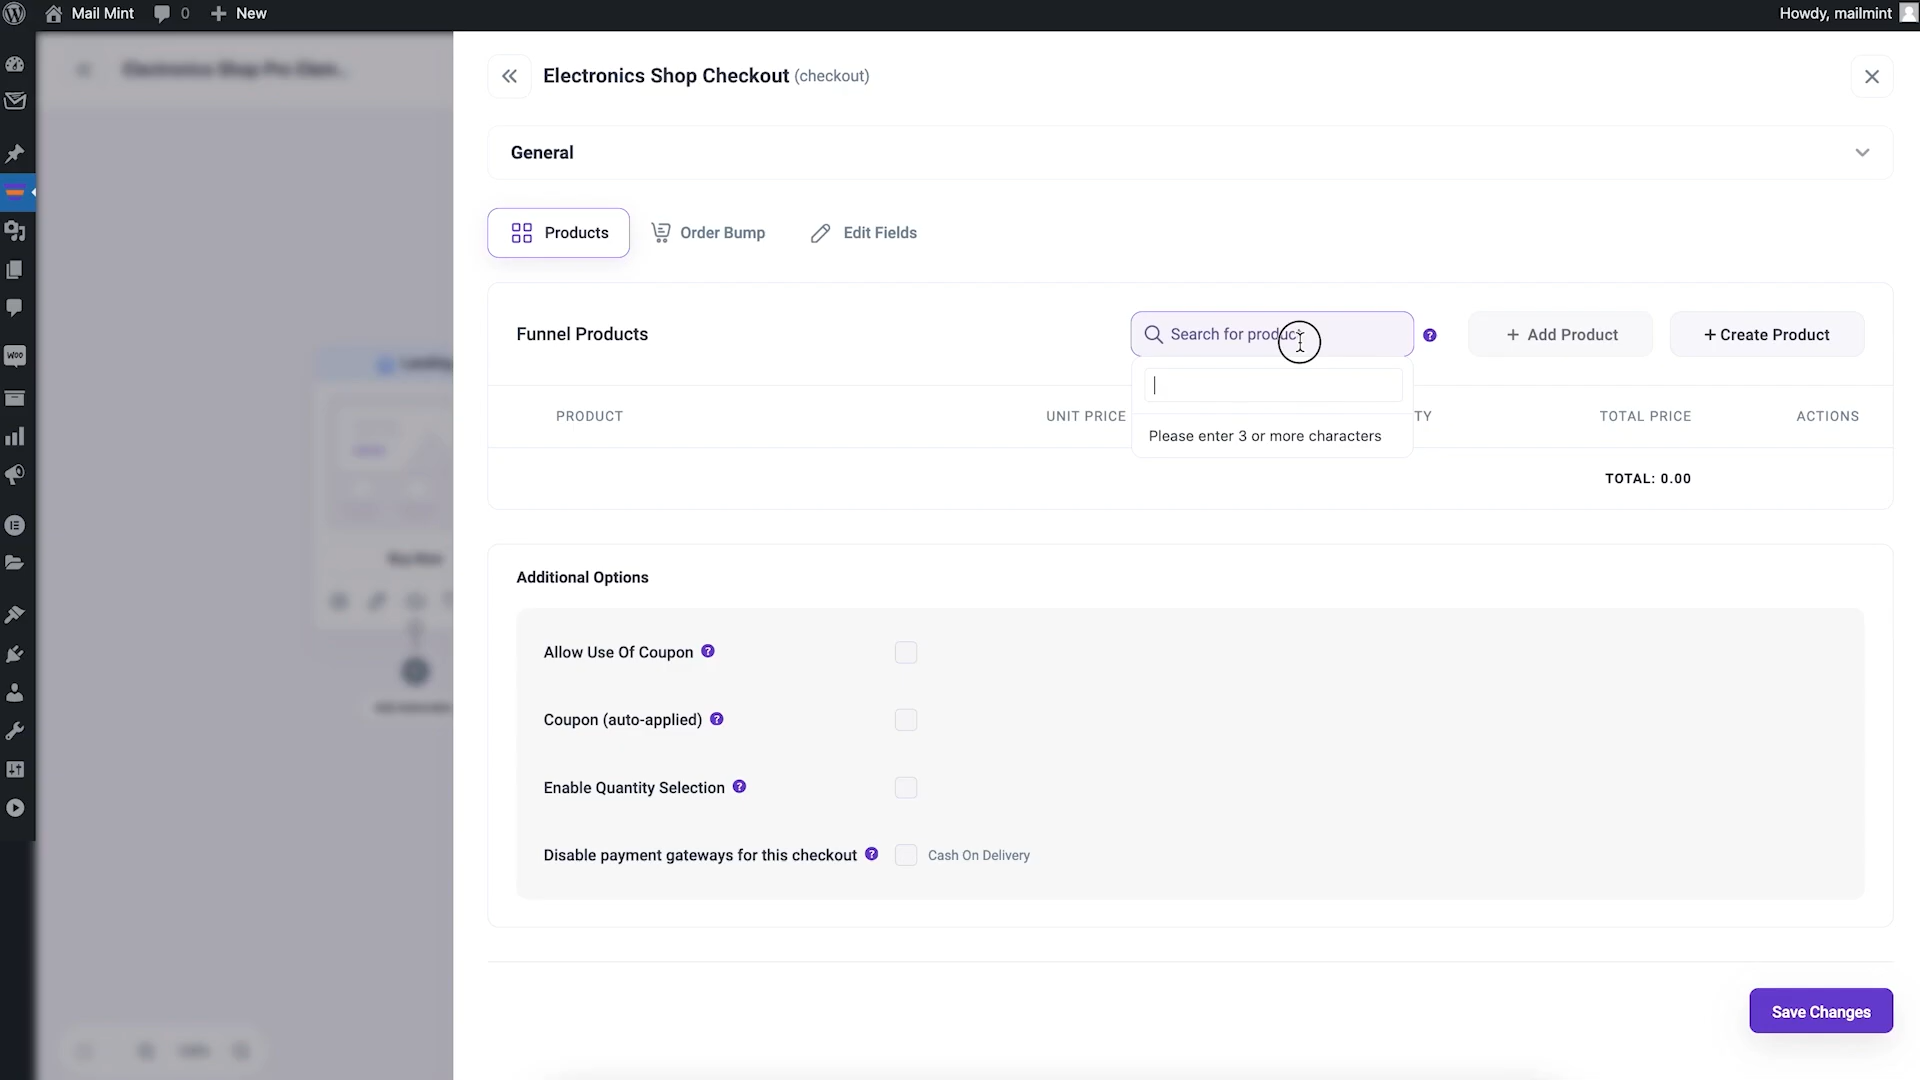 Mail Mint
0
New
Howdy, mailmint
Electronics Shop Checkout (checkout)
General
Products
Order Bump
Edit Fields
Funnel Products
Search for product
?
+ Add Product
+ Create Product
PRODUCT
UNIT PRICE
TY
TOTAL PRICE
ACTIONS
Please enter 3 or more characters
TOTAL: 0.00
Additional Options
Allow Use Of Coupon ?
Coupon (auto-applied) ?
Enable Quantity Selection ?
Disable payment gateways for this checkout ?
Cash On Delivery
Save Changes
WOO